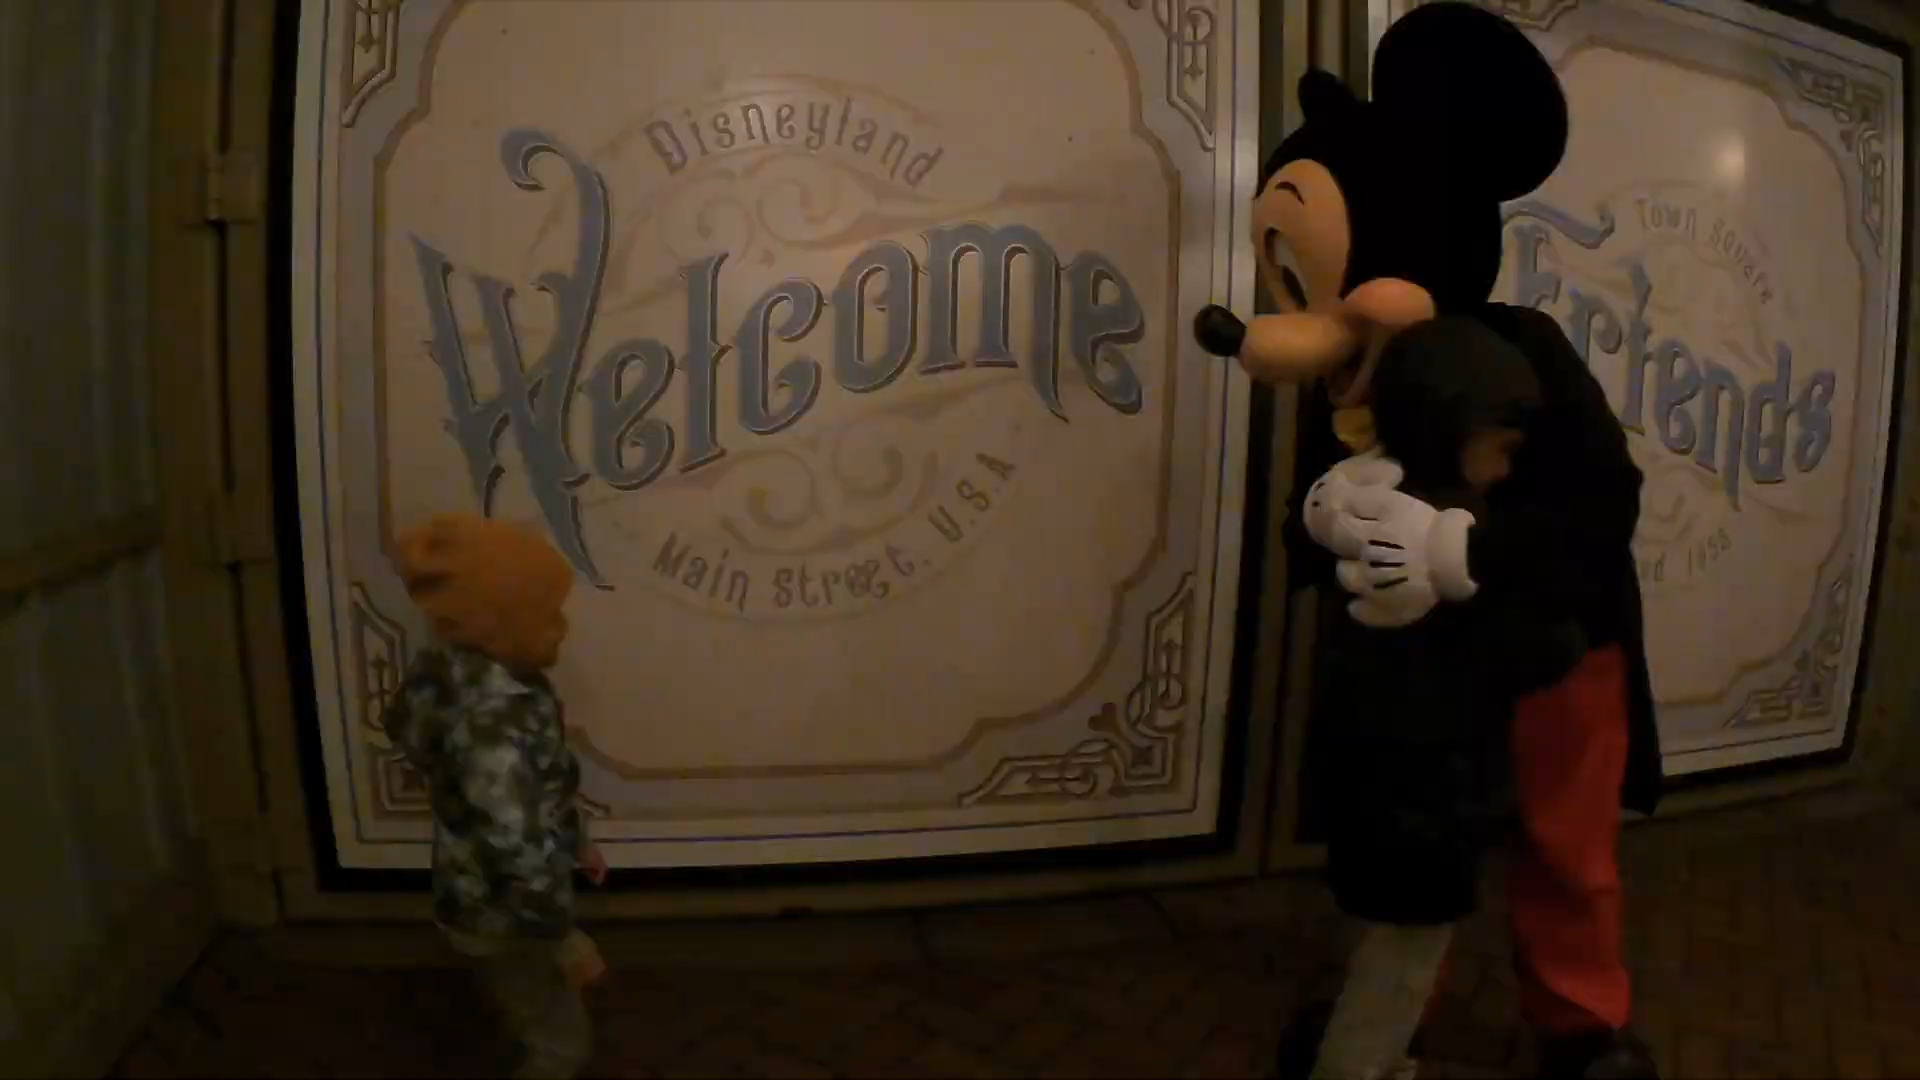 Disneyland
Welcome
Main Street, U.S.A
Town Square
Friends